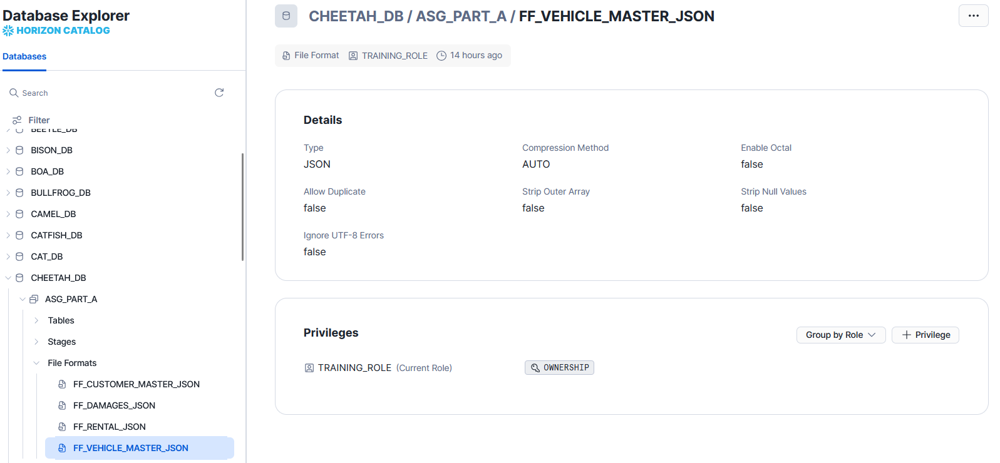 Database Explorer
HORIZON CATALOG
Databases
Search
Filter
BEETLE_DB
BISON_DB
BOA_DB
BULLFROG_DB
CAMEL_DB
CATFISH_DB
CAT_DB
CHEETAH_DB
ASG_PART_A
Tables
Stages
File Formats
FF_CUSTOMER_MASTER_JSON
FF_DAMAGES_JSON
FF_RENTAL_JSON
FF_VEHICLE_MASTER_JSON
CHEETAH_DB / ASG_PART_A / FF_VEHICLE_MASTER_JSON
File Format TRAINING_ROLE 14 hours ago
Details
Type Compression Method Enable Octal
JSON AUTO false
Allow Duplicate Strip Outer Array Strip Null Values
false false false
Ignore UTF-8 Errors
false
Privileges Group by Role + Privilege
TRAINING_ROLE (Current Role) OWNERSHIP